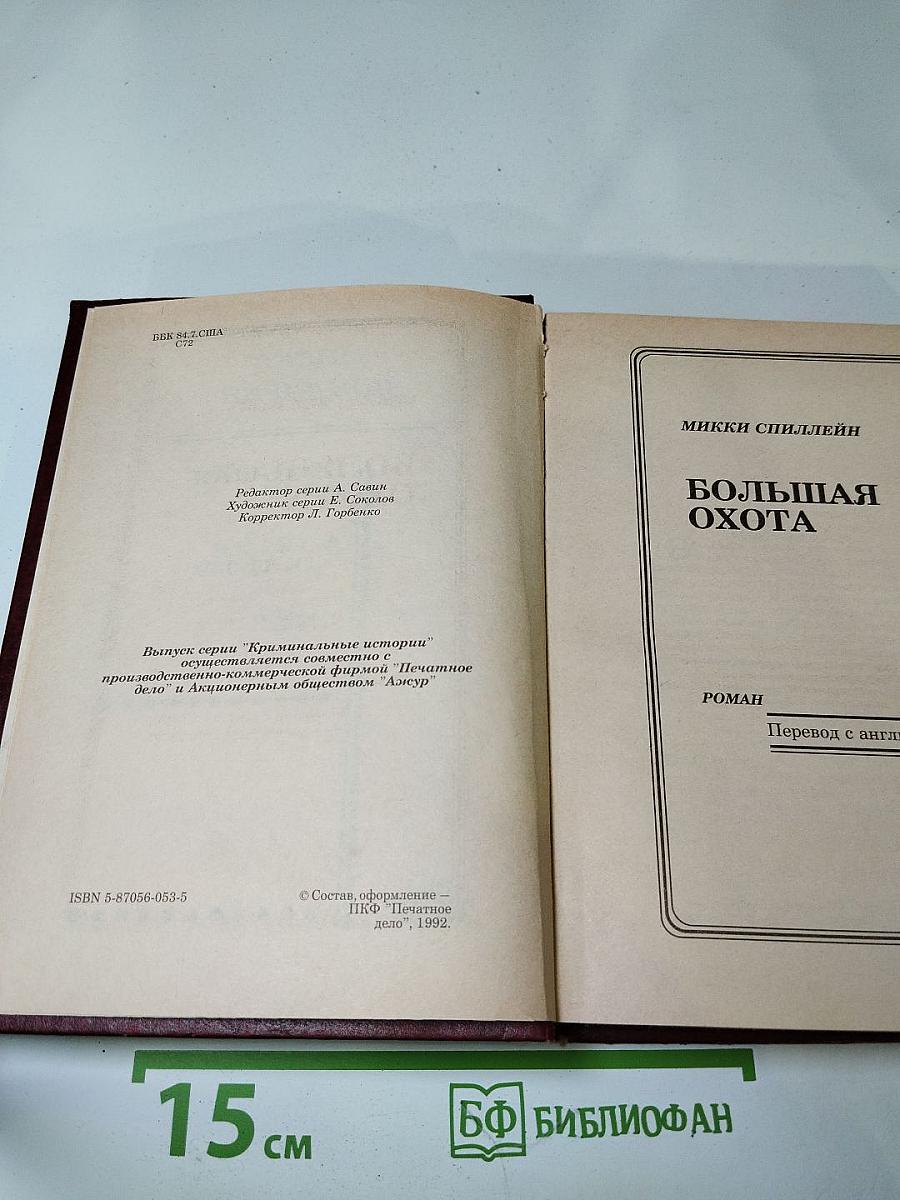 ББК 84.7.США
С72
Редактор серии А. Савин
Художник серии Е. Соколов
Корректор Л. Горбенко
Выпуск серии "Криминальные истории"
осуществляется совместно с
производственно-коммерческой фирмой "Печатное
дело" и Акционерным обществом "Ажур"
ISBN 5-87056-053-5
© Состав, оформление —
ПКФ "Печатное
дело", 1992.
МИККИ СПИЛЛЕЙН
БОЛЬШАЯ
ОХОТА
РОМАН
Перевод с англи
15 см
БФ БИБЛИОФАН